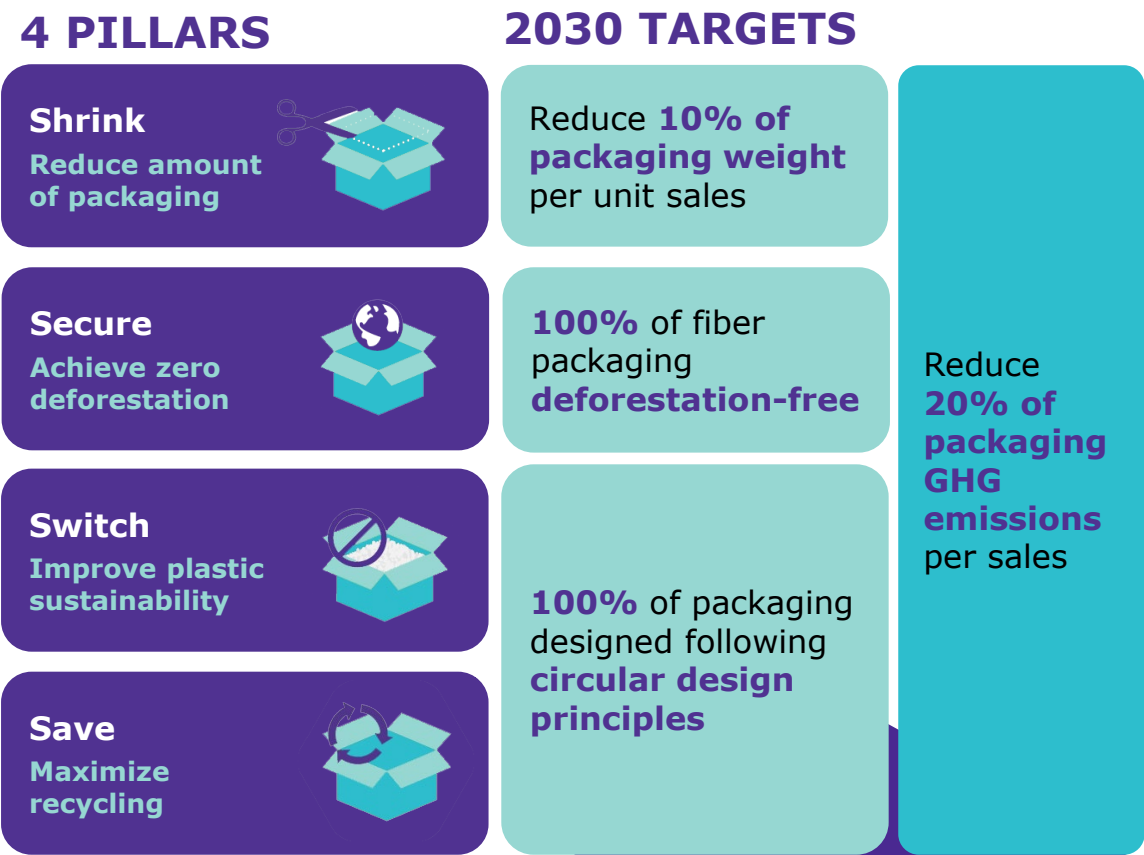 4 PILLARS
2030 TARGETS
Shrink
Reduce amount
of packaging
Reduce 10% of
packaging weight
per unit sales
Secure
Achieve zero
deforestation
100% of fiber
packaging
deforestation-free
Switch
Improve plastic
sustainability
Save
Maximize
recycling
100% of packaging
designed following
circular design
principles
Reduce
20% of
packaging
GHG
emissions
per sales